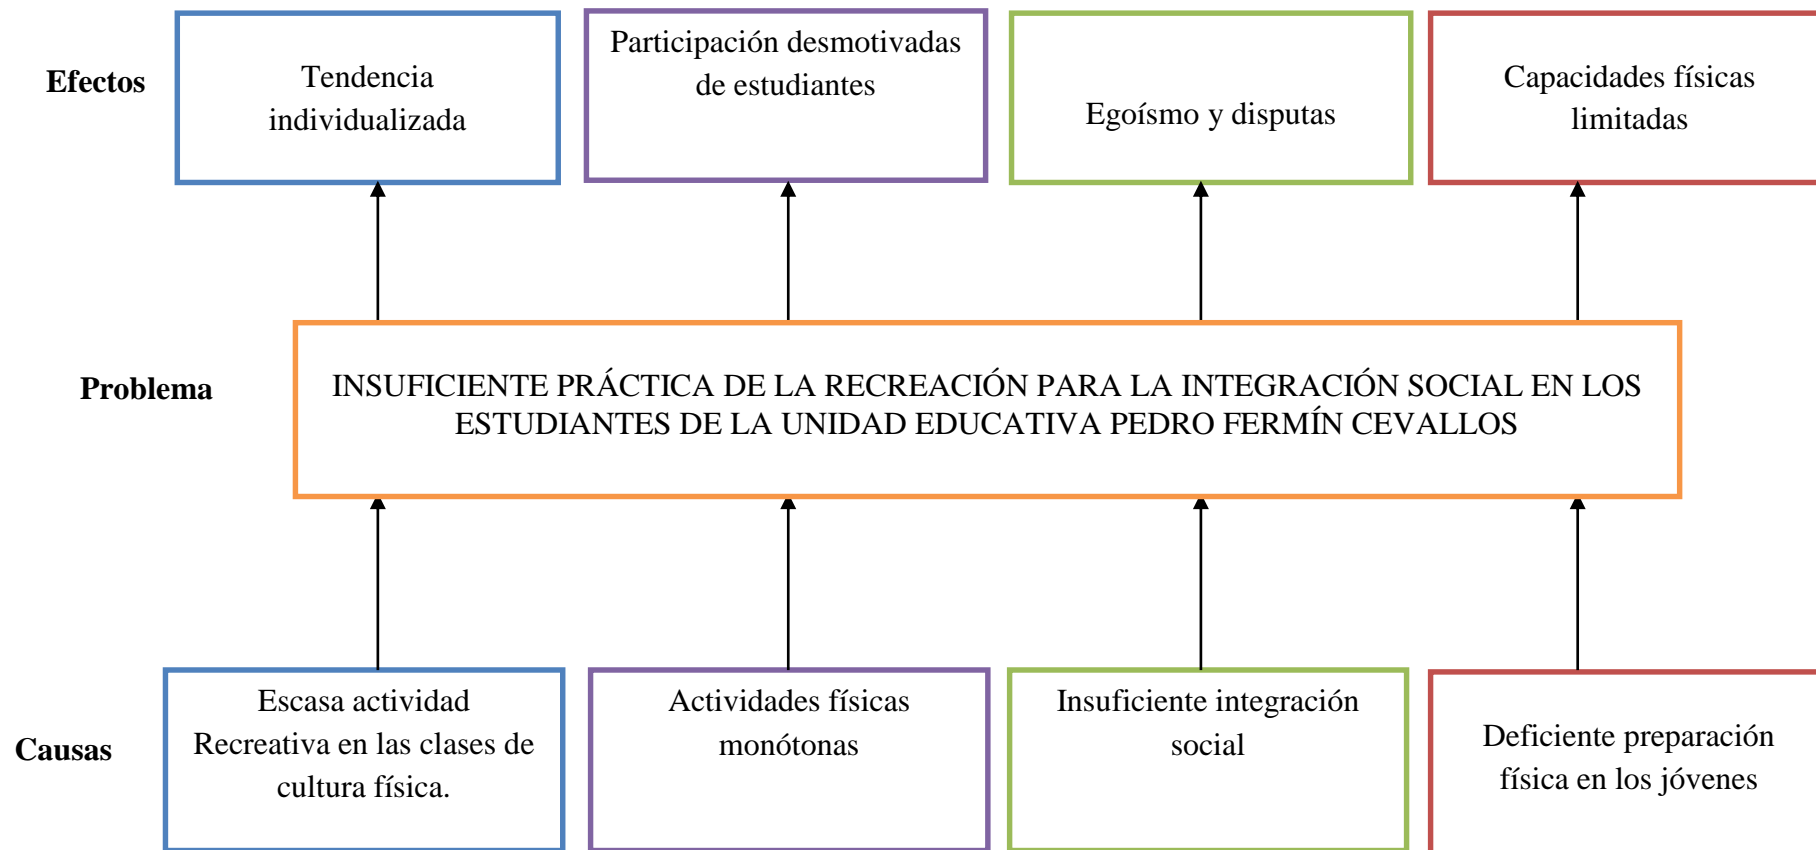 Efectos
Tendencia
individualizada
Participación desmotivadas
de estudiantes
Egoísmo y disputas
Capacidades físicas
limitadas
Problema
INSUFICIENTE PRÁCTICA DE LA RECREACIÓN PARA LA INTEGRACIÓN SOCIAL EN LOS
ESTUDIANTES DE LA UNIDAD EDUCATIVA PEDRO FERMÍN CEVALLOS
Causas
Escasa actividad
Recreativa en las clases de
cultura física.
Actividades físicas
monótonas
Insuficiente integración
social
Deficiente preparación
física en los jóvenes